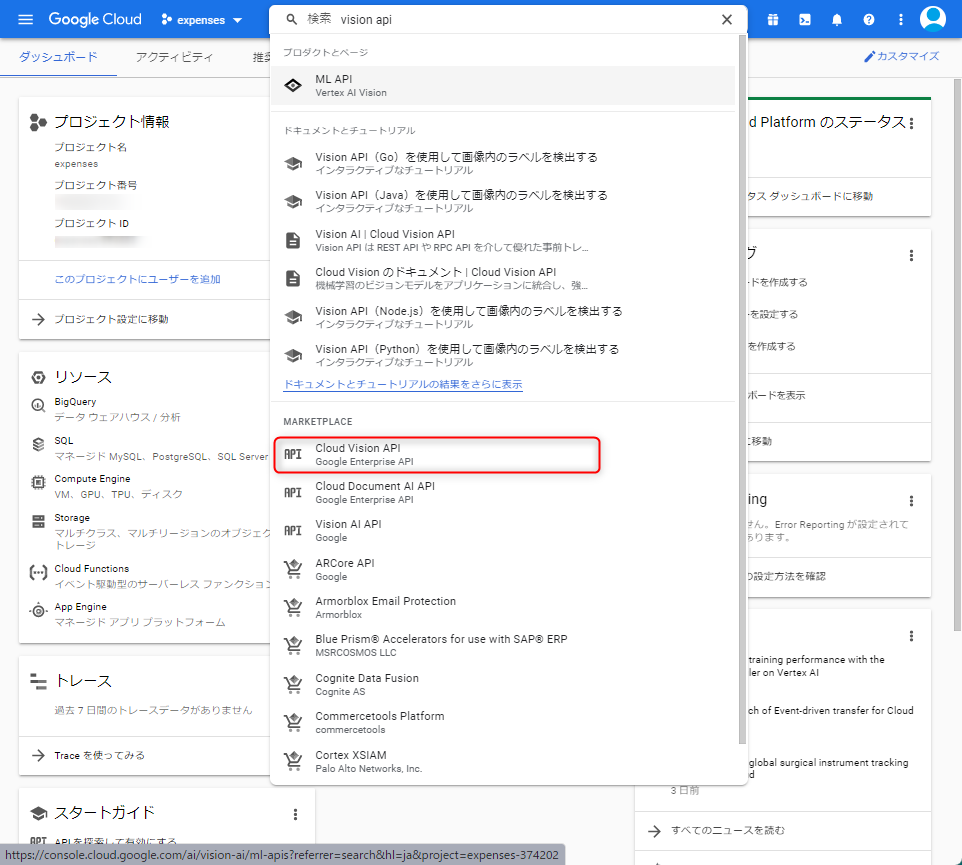 Google Cloud
expenses
検索 vision api
ダッシュボード
アクティビティ
推奨
カスタマイズ
プロダクトとページ
ML API
Vertex AI Vision
ドキュメントとチュートリアル
Vision API（Go）を使用して画像内のラベルを検出する
インタラクティブなチュートリアル
Vision API（Java）を使用して画像内のラベルを検出する
インタラクティブなチュートリアル
Vision AI | Cloud Vision API
Vision API は REST API や RPC API を介して優れた事前トレ...
Cloud Vision のドキュメント | Cloud Vision API
機械学習のビジョンモデルをアプリケーションに統合し、強...
Vision API（Node.js）を使用して画像内のラベルを検出する
インタラクティブなチュートリアル
Vision API（Python）を使用して画像内のラベルを検出する
インタラクティブなチュートリアル
ドキュメントとチュートリアルの結果をさらに表示
MARKETPLACE
API Cloud Vision API
Google Enterprise API
API Cloud Document AI API
Google Enterprise API
API Vision AI API
Google
ARCore API
Google
Armorblox Email Protection
Armorblox
Blue Prism® Accelerators for use with SAP® ERP
MSRCOSMOS LLC
Cognite Data Fusion
Cognite AS
Commercetools Platform
commercetools
Cortex XSIAM
Palo Alto Networks, Inc.
プロジェクト情報
プロジェクト名
expenses
プロジェクト番号
プロジェクト ID
このプロジェクトにユーザーを追加
プロジェクト設定に移動
リソース
BigQuery
データ ウェアハウス / 分析
SQL
マネージド MySQL、PostgreSQL、SQL Server
Compute Engine
VM、GPU、TPU、ディスク
Storage
マルチクラス、マルチリージョンのオブジェク
トレージ
Cloud Functions
イベント駆動型のサーバーレス ファンクション
App Engine
マネージド アプリ プラットフォーム
トレース
過去 7 日間のトレースデータがありません
Trace を使ってみる
スタートガイド
API API を探索して有効にする
d Platform のステータス
タス ダッシュボードに移動
グ
ードを作成する
を設定する
を作成する
ボードを表示
に移動
ing
せん。Error Reporting が設定されて
あります。
の設定方法を確認
training performance with the
ler on Vertex AI
ch of Event-driven transfer for Cloud
global surgical instrument tracking
d
3 日前
すべてのニュースを読む
https://console.cloud.google.com/ai/vision-ai/ml-apis?referrer=search&hl=ja&project=expenses-374202